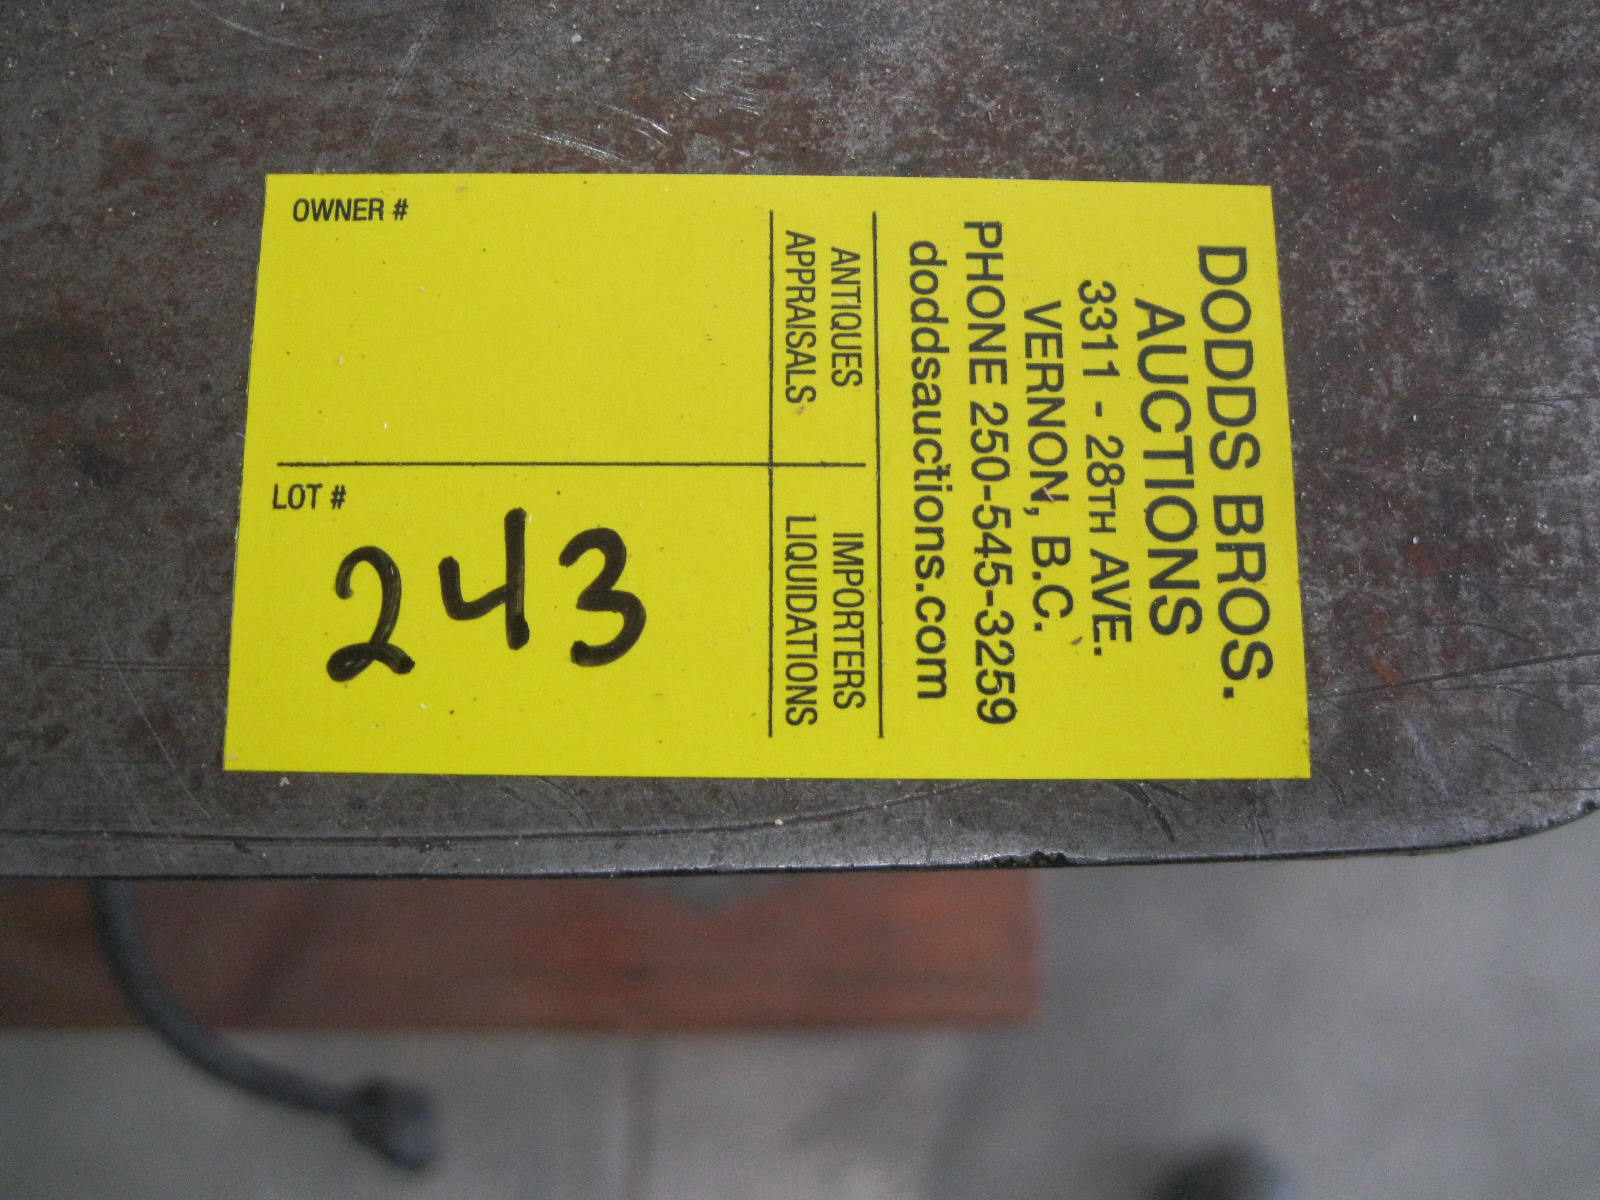 DODDS BROS.
AUCTIONS
3311 - 28TH AVE.
VERNON, B.C.
PHONE 250-545-3259
doddsauctions.com
ANTIQUES
APPRAISALS
IMPORTERS
LIQUIDATIONS
OWNER #
LOT #
243